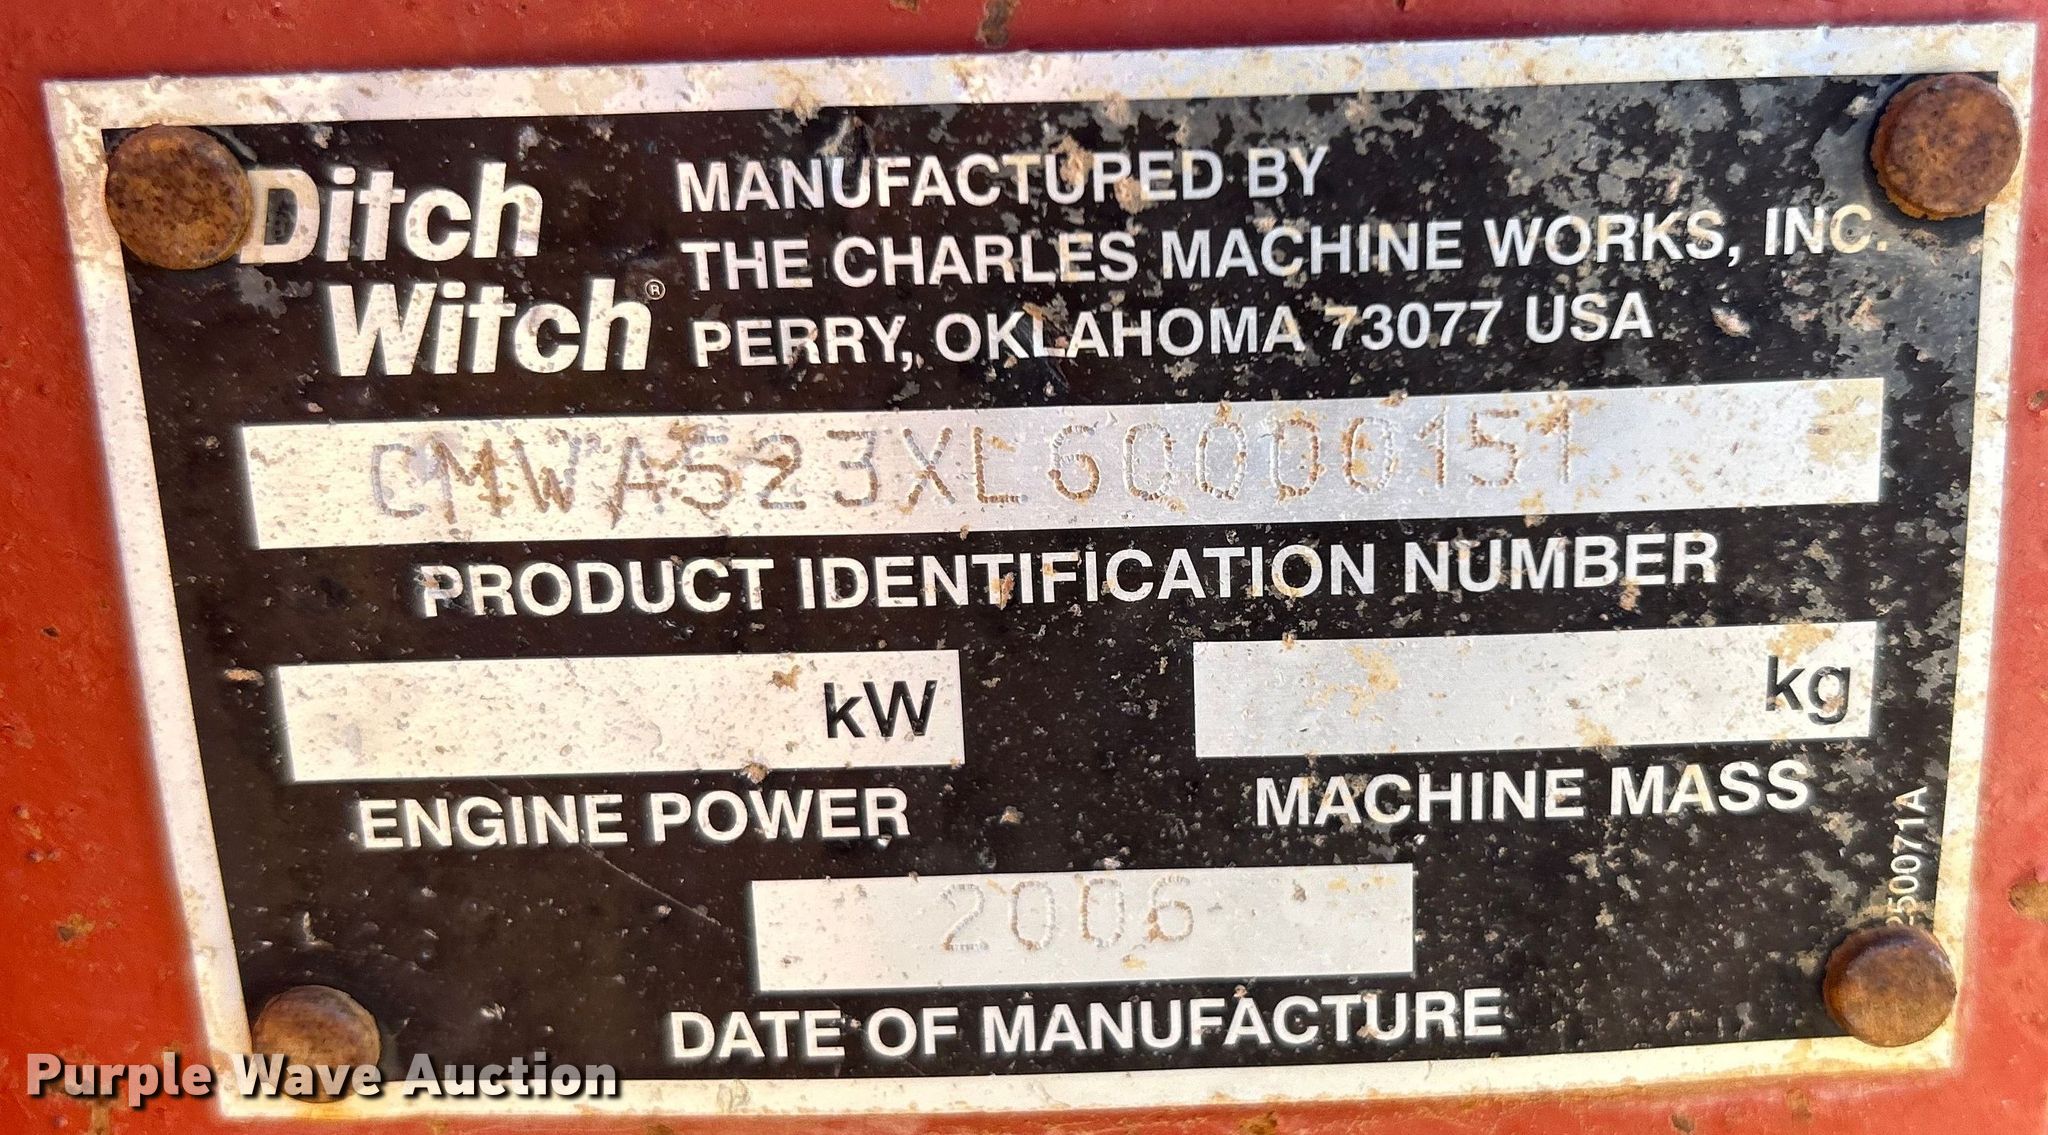 Ditch
Witch®
MANUFACTURED BY
THE CHARLES MACHINE WORKS, INC.
PERRY, OKLAHOMA 73077 USA
CMWA523XL60000151
PRODUCT IDENTIFICATION NUMBER
kW
ENGINE POWER
kg
MACHINE MASS
2006
DATE OF MANUFACTURE
Purple Wave Auction